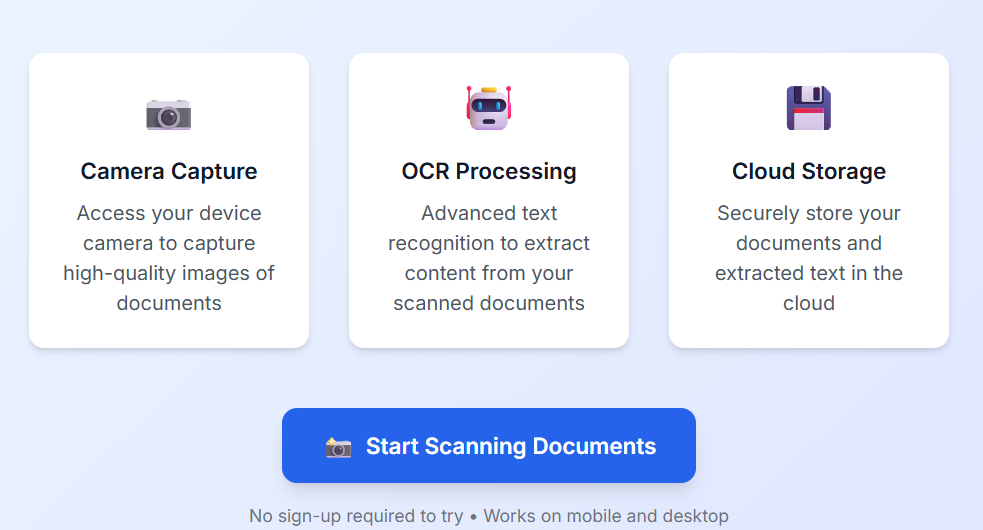 Camera Capture
Access your device
camera to capture
high-quality images of
documents
OCR Processing
Advanced text
recognition to extract
content from your
scanned documents
Cloud Storage
Securely store your
documents and
extracted text in the
cloud
Start Scanning Documents
No sign-up required to try • Works on mobile and desktop